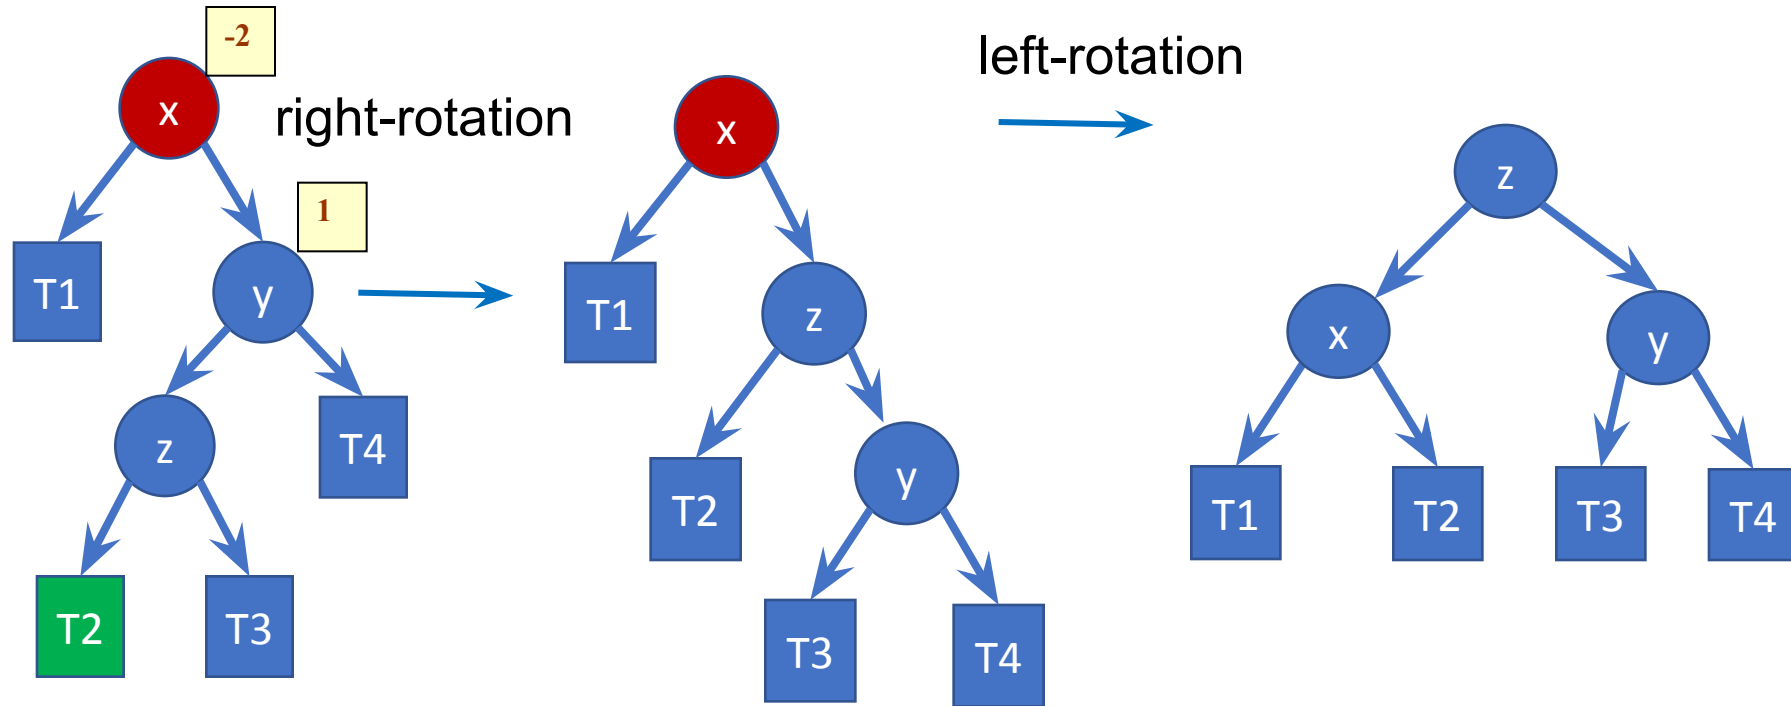 -2
x
right-rotation
1
T1
y
z
T4
T2
T3
x
T1
z
T2
y
T3
T4
left-rotation
z
x
y
T1
T2
T3
T4